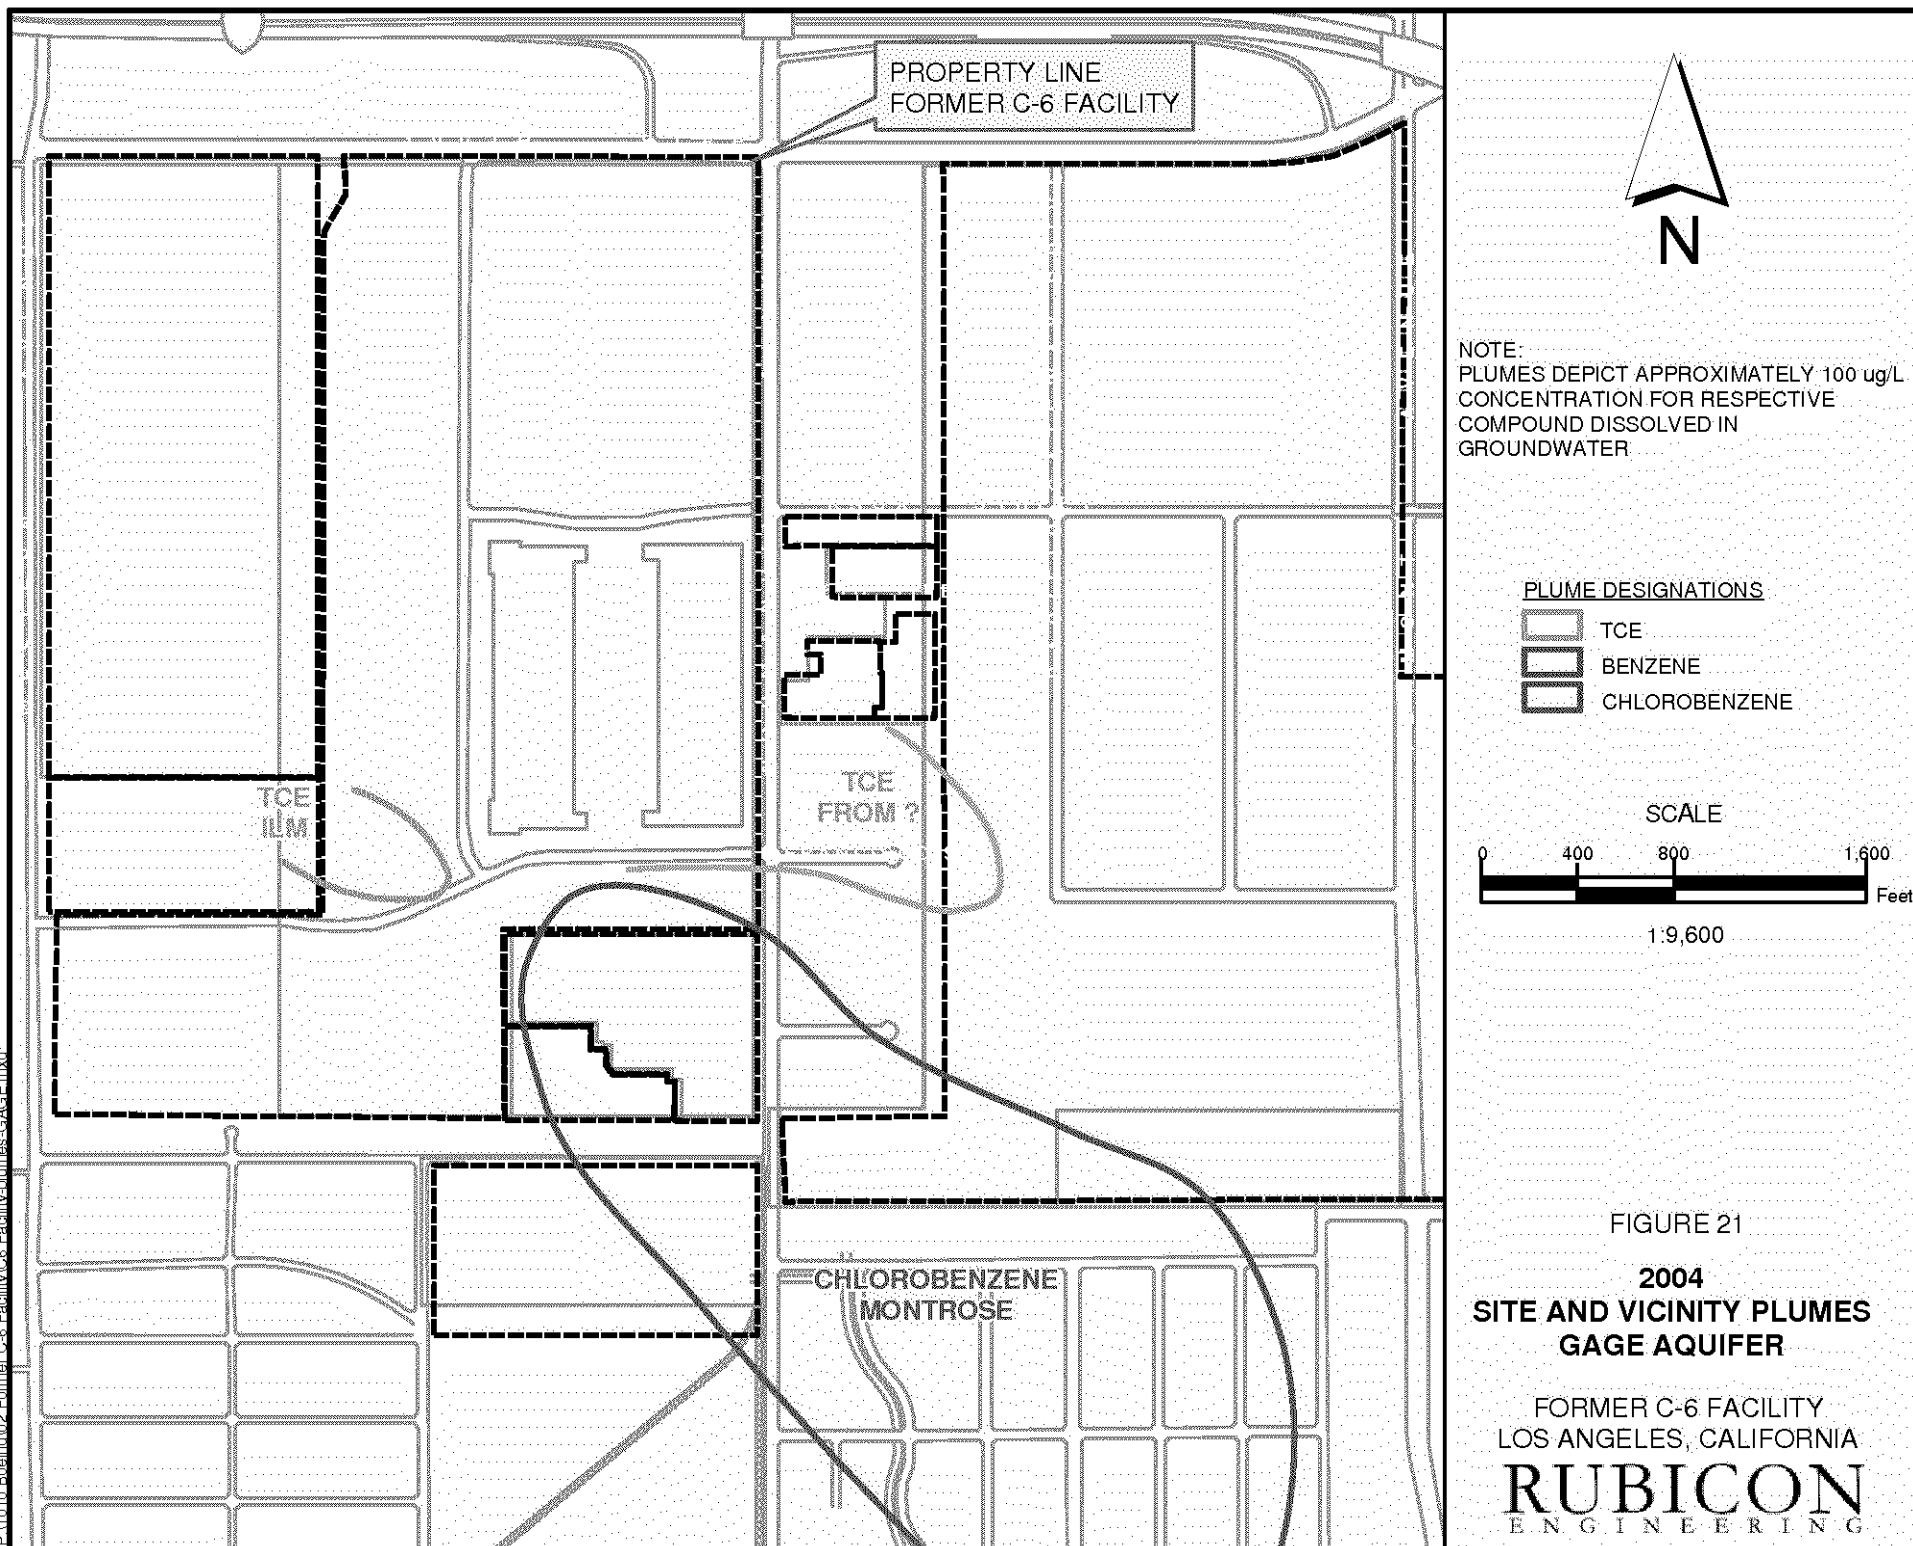 PROPERTY LINE
FORMER C-6 FACILITY
N
NOTE:
PLUMES DEPICT APPROXIMATELY 100 ug/L
CONCENTRATION FOR RESPECTIVE
COMPOUND DISSOLVED IN
GROUNDWATER
PLUME DESIGNATIONS
TCE
BENZENE
CHLOROBENZENE
TCE
ILM
TCE
FROM ?
SCALE
0 400 800 1,600
Feet
1:9,600
CHLOROBENZENE
MONTROSE
FIGURE 21
2004
SITE AND VICINITY PLUMES
GAGE AQUIFER
FORMER C-6 FACILITY
LOS ANGELES, CALIFORNIA
RUBICON
ENGINEERING